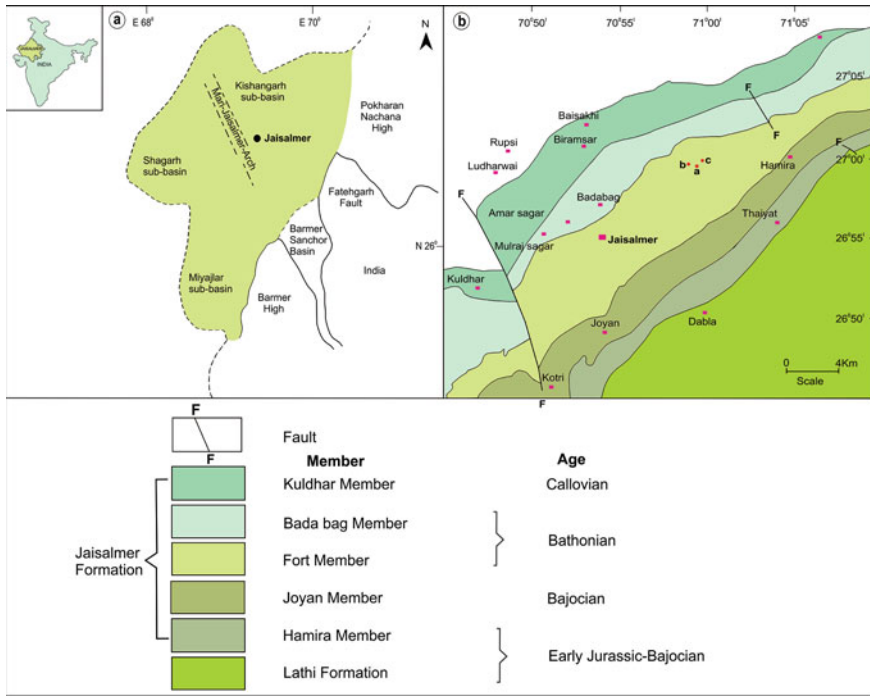 E 68°
a
E 70°
N
JAISALMER
INDIA
Kishangarh
sub-basin
Mari-Jaisalmer-Arch
Jaisalmer
Pokharan
Nachana
High
Shagarh
sub-basin
Fatehgarh
Fault
Barmer
Sanchor
Basin
N 26°
India
Miyajlar
sub-basin
Barmer
High
b
70°50'
70°55'
71°00'
71°05'
27°05'
27°00'
26°55'
26°50'
F
F
F
F
F
Baisakhi
Biramsar
Rupsi
Ludharwai
b
c
a
Hamira
Badabag
Amar sagar
Thaiyat
Mulraj sagar
Jaisalmer
Kuldhar
Joyan
Dabla
Kotri
0 4Km
Scale
F
F
Fault
Member
Age
Kuldhar Member
Callovian
Bada bag Member
Bathonian
Jaisalmer
Formation
Fort Member
Joyan Member
Bajocian
Hamira Member
Early Jurassic-Bajocian
Lathi Formation